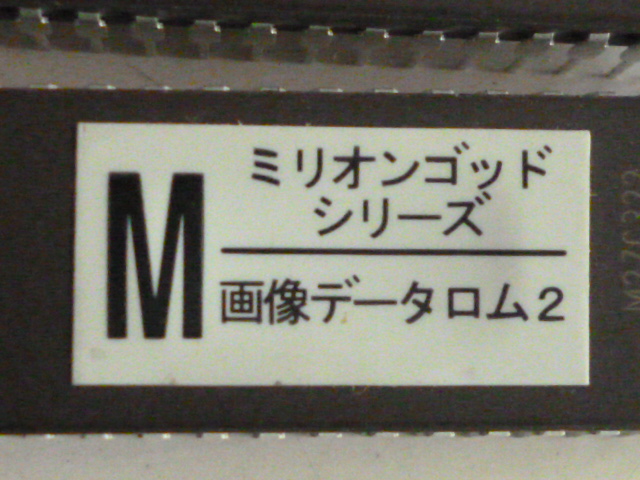 M
ミリオンゴッド
シリーズ
画像データロム2